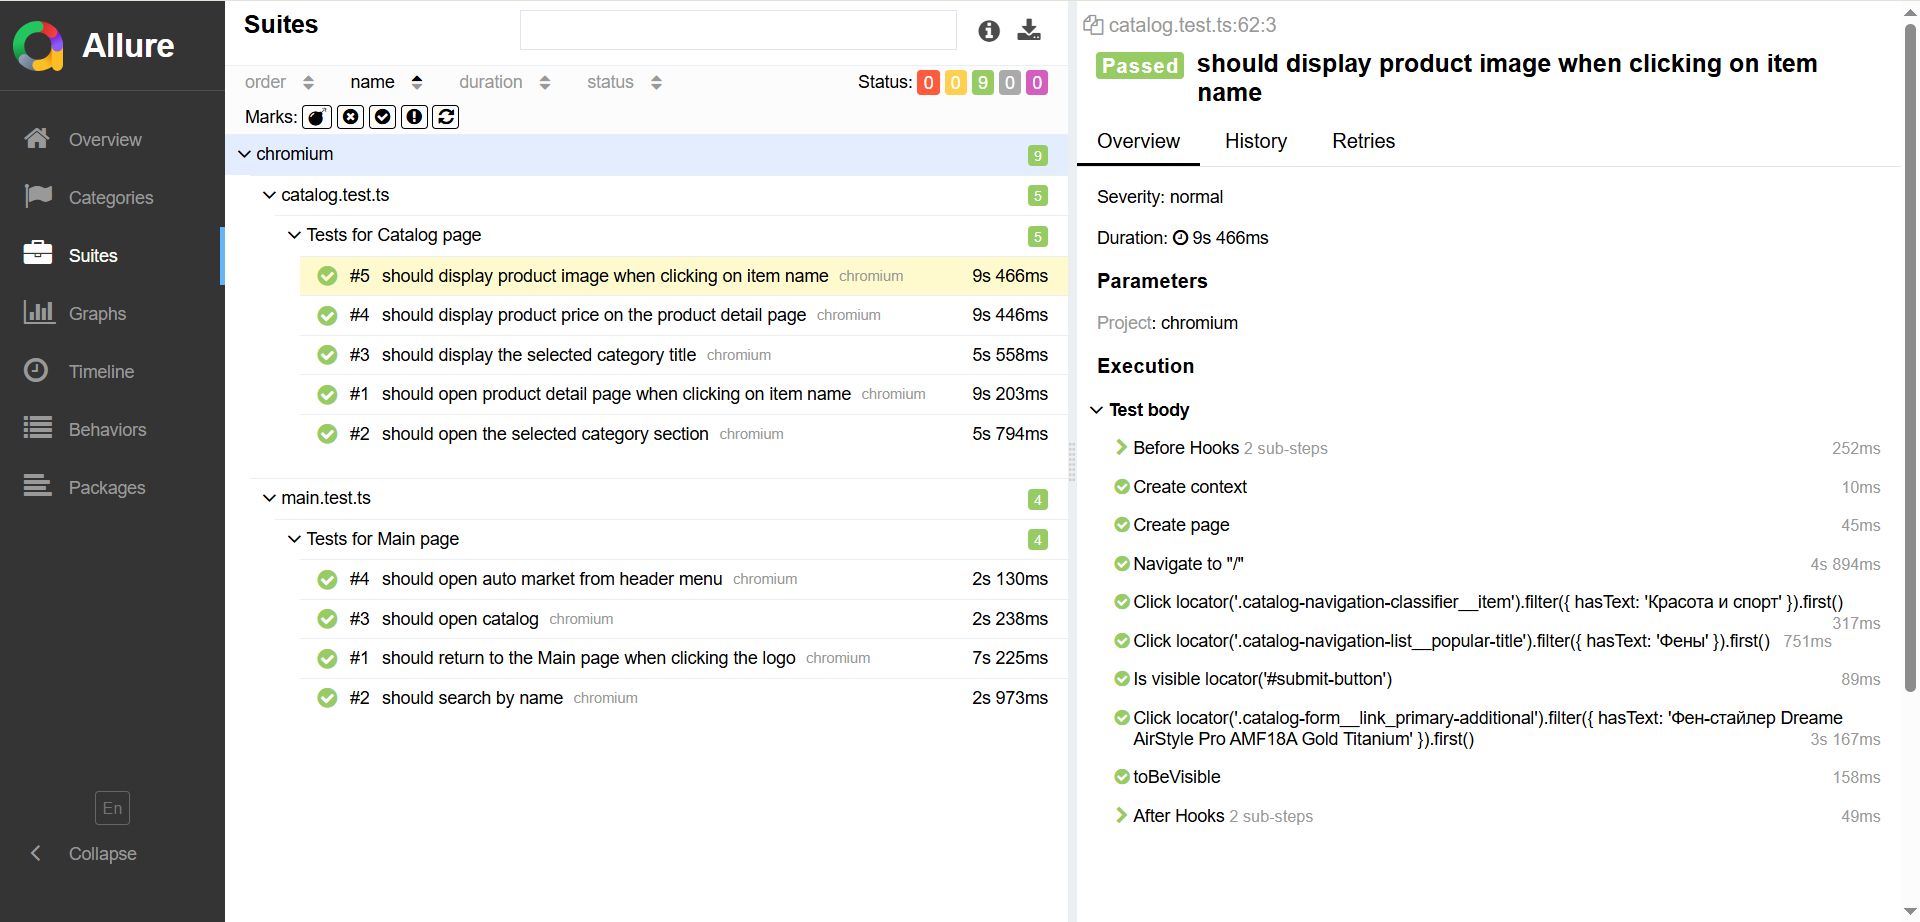 Allure
Overview
Categories
Suites
Graphs
Timeline
Behaviors
Packages
En
Collapse
Suites
order name duration status Status: 0 0 9 0 0
Marks:
chromium 9
catalog.test.ts 5
Tests for Catalog page 5
#5 should display product image when clicking on item name chromium 9s 466ms
#4 should display product price on the product detail page chromium 9s 446ms
#3 should display the selected category title chromium 5s 558ms
#1 should open product detail page when clicking on item name chromium 9s 203ms
#2 should open the selected category section chromium 5s 794ms
main.test.ts 4
Tests for Main page 4
#4 should open auto market from header menu chromium 2s 130ms
#3 should open catalog chromium 2s 238ms
#1 should return to the Main page when clicking the logo chromium 7s 225ms
#2 should search by name chromium 2s 973ms
catalog.test.ts:62:3
Passed should display product image when clicking on item
name
Overview History Retries
Severity: normal
Duration: 9s 466ms
Parameters
Project: chromium
Execution
Test body
Before Hooks 2 sub-steps 252ms
Create context 10ms
Create page 45ms
Navigate to "/" 4s 894ms
Click locator('.catalog-navigation-classifier__item').filter({ hasText: 'Красота и спорт' }).first()
317ms
Click locator('.catalog-navigation-list__popular-title').filter({ hasText: 'Фены' }).first() 751ms
Is visible locator('#submit-button') 89ms
Click locator('.catalog-form__link_primary-additional').filter({ hasText: 'Фен-стайлер Dreame
AirStyle Pro AMF18A Gold Titanium' }).first() 3s 167ms
toBeVisible 158ms
After Hooks 2 sub-steps 49ms